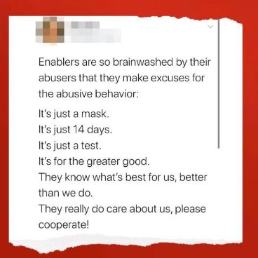 Enablers are so brainwashed by their
abusers that they make excuses for
the abusive behavior:
It's just a mask.
It's just 14 days.
It's just a test.
It's for the greater good.
They know what's best for us, better
than we do.
They really do care about us, please
cooperate!